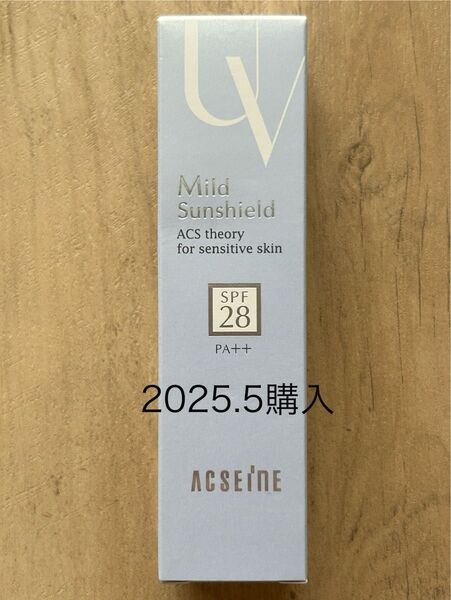 UV
Mild
Sunshield
ACS theory
for sensitive skin
SPF
28
PA++
2025.5購入
ACSEINE